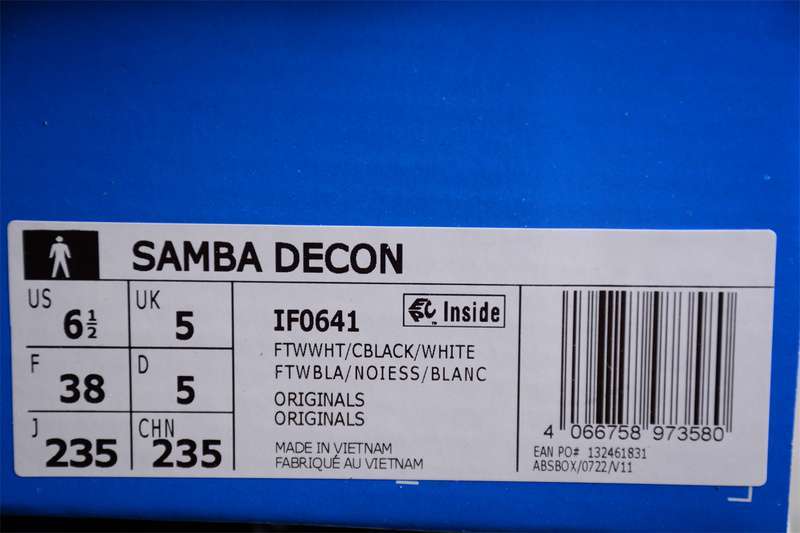 SAMBA DECON
US 6½ UK 5
F 38 D 5
J 235 CHN 235
IF0641
Inside
™
FTWWHT/CBLACK/WHITE
FTWBLA/NOIESS/BLANC
ORIGINALS
ORIGINALS
MADE IN VIETNAM
FABRIQUÉ AU VIETNAM
4 066758 973580
EAN PO# 132461831
ABSBOX/0722/V11